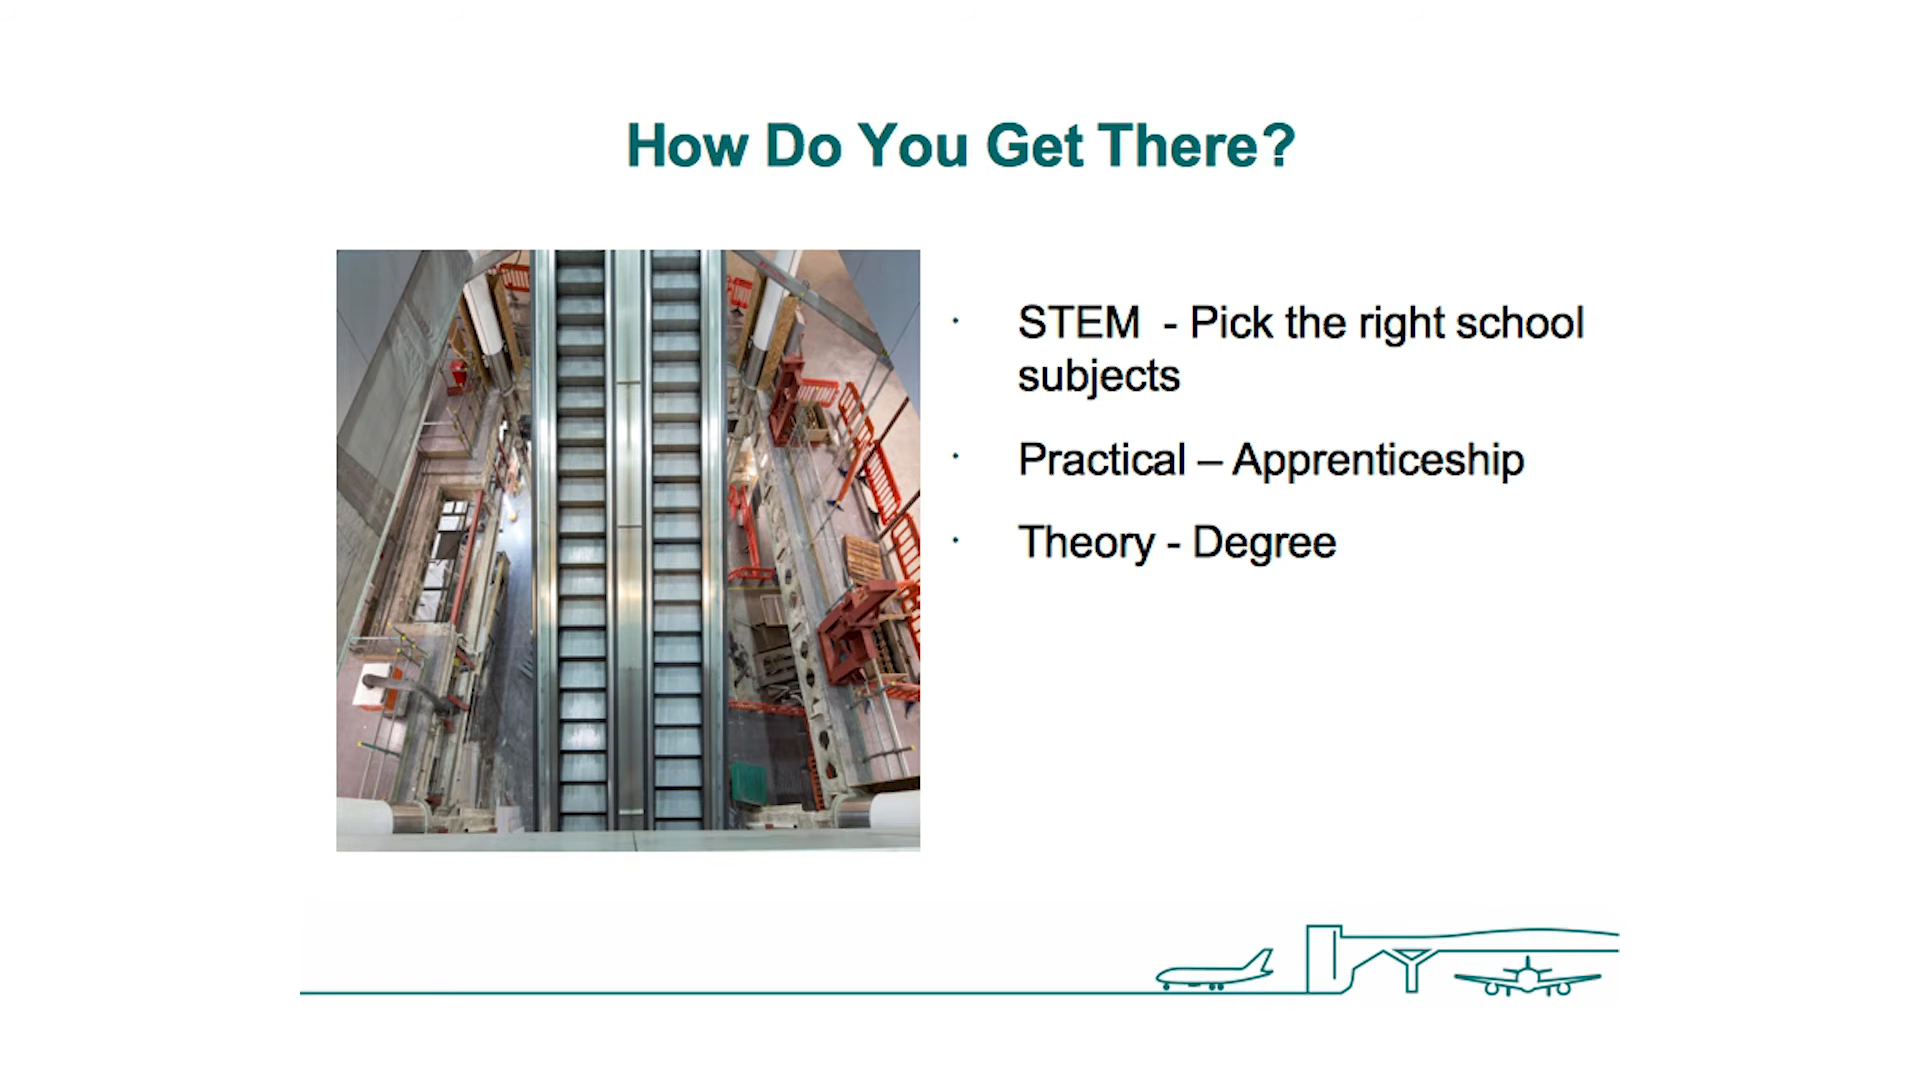 How Do You Get There?
· STEM  - Pick the right school
subjects
· Practical – Apprenticeship
· Theory - Degree